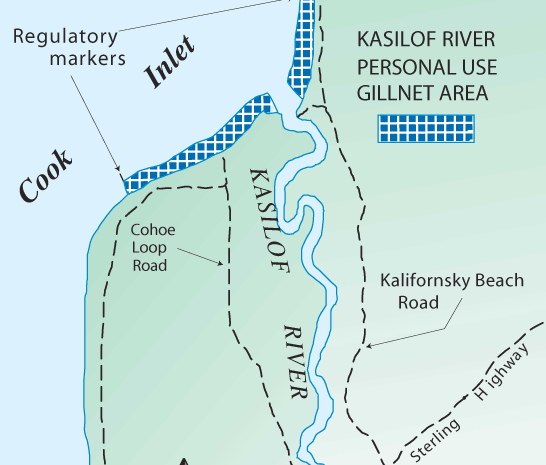 Regulatory
markers
Inlet
KASILOF RIVER
PERSONAL USE
GILLNET AREA
Cook
KASILOF
Cohoe
Loop
Road
Kalifornsky Beach
Road
RIVER
Sterling Highway